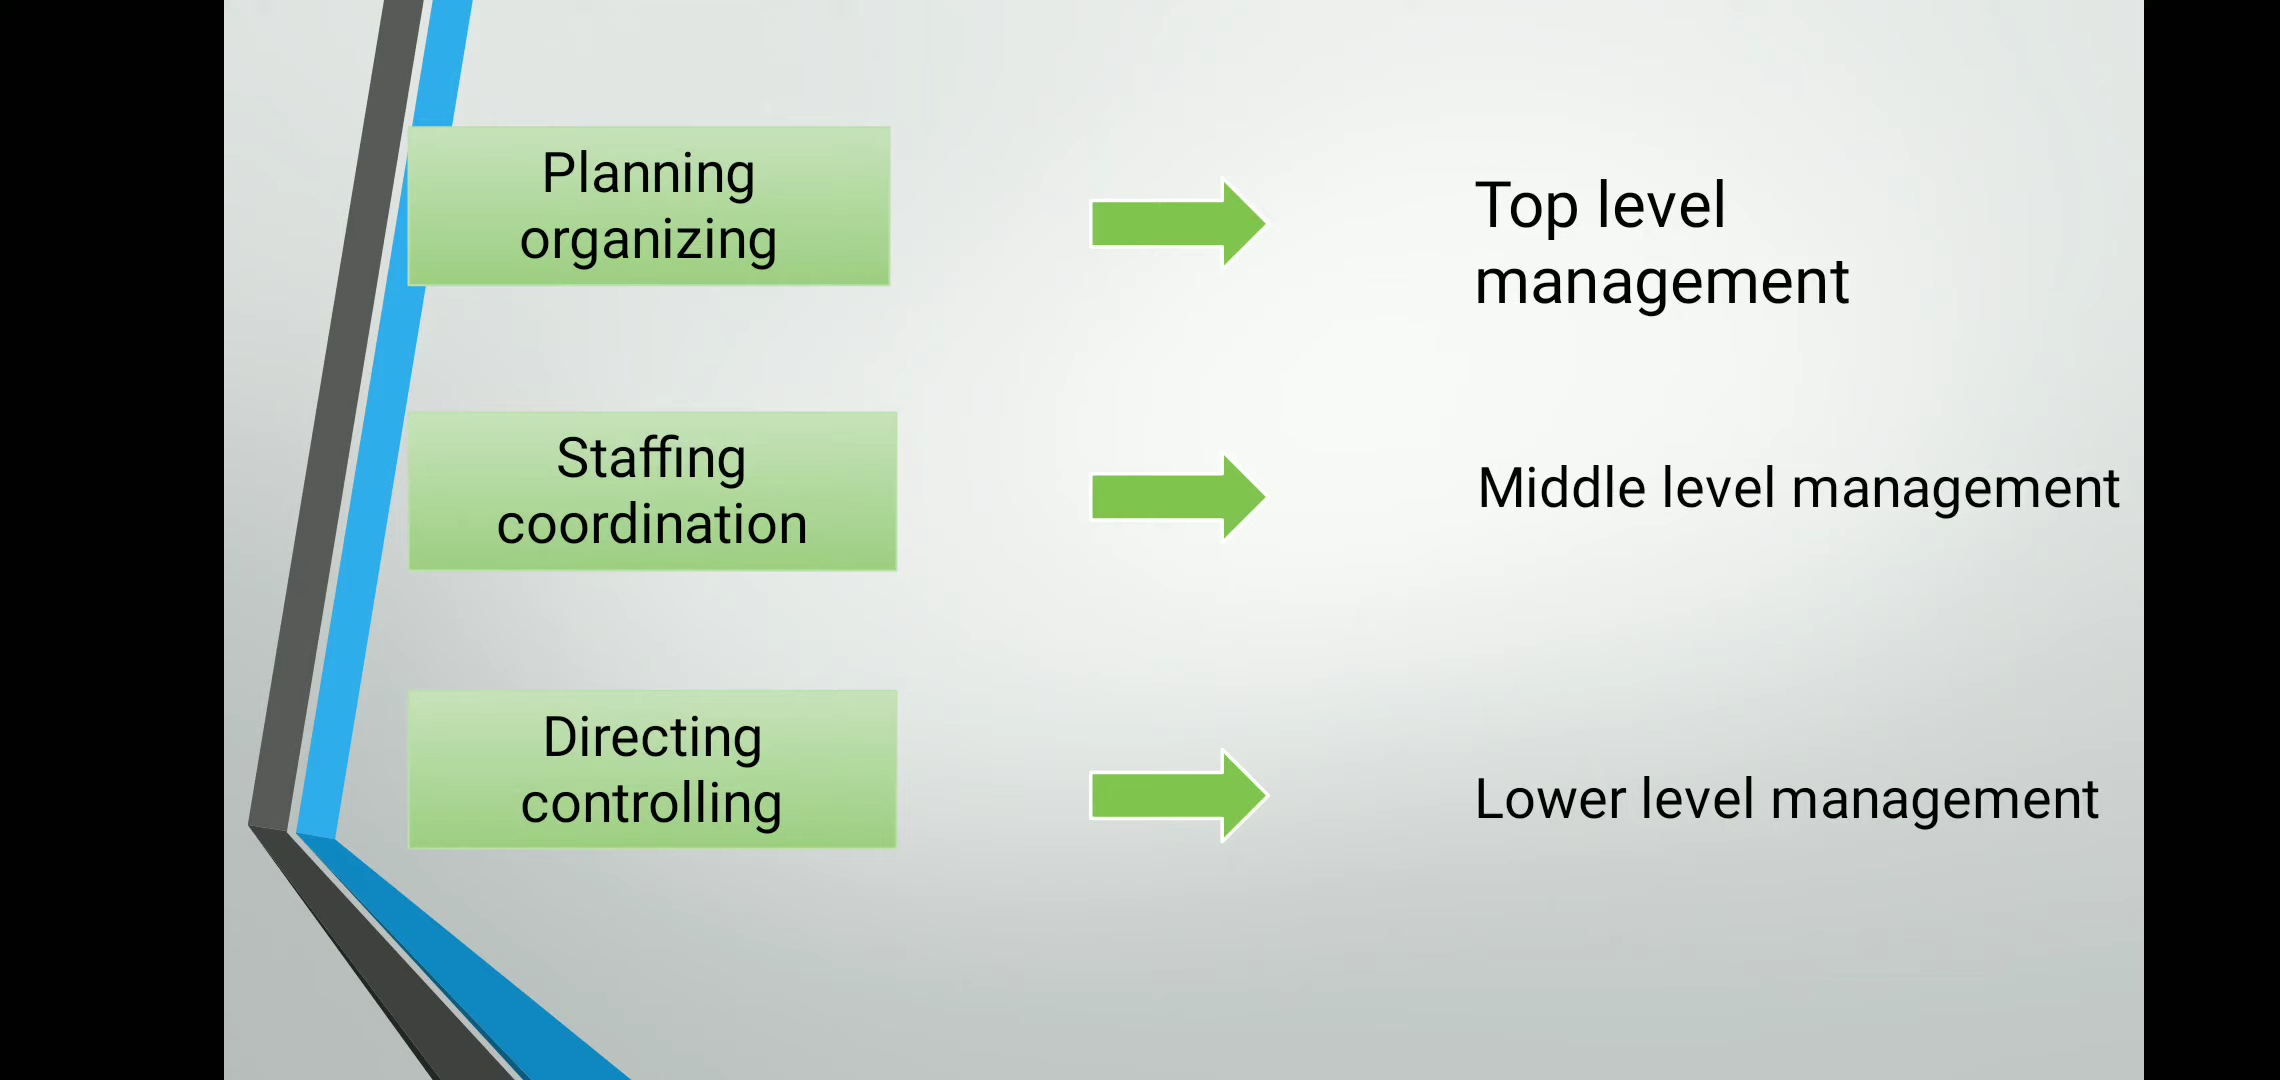 Planning
organizing
Top level
management
Staffing
coordination
Middle level management
Directing
controlling
Lower level management